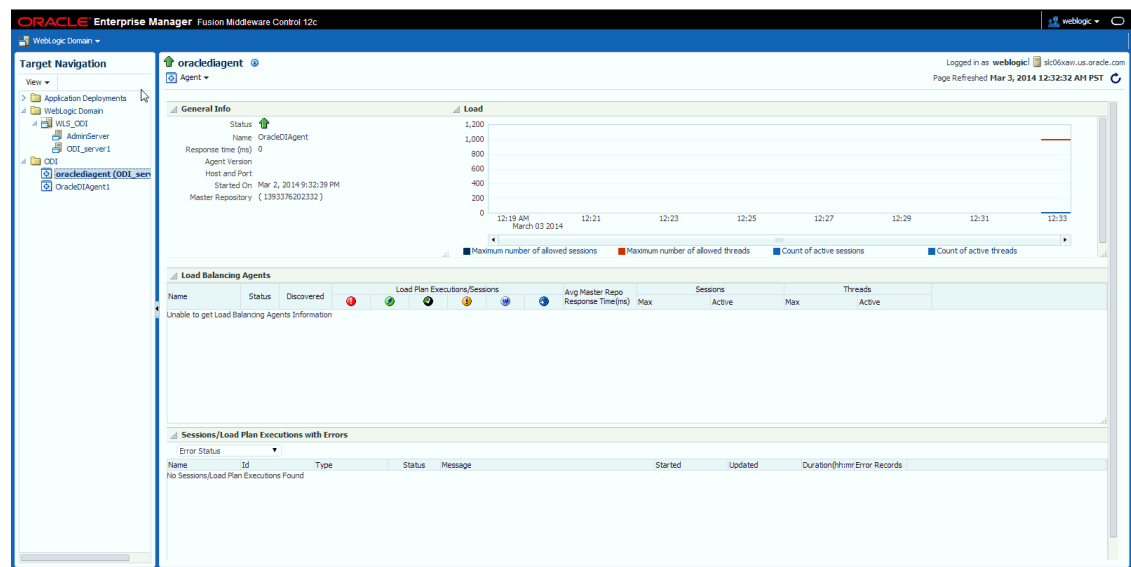 ORACLE Enterprise Manager Fusion Middleware Control 12c
weblogic
WebLogic Domain
Target Navigation
View
Application Deployments
WebLogic Domain
WLS_ODI
AdminServer
ODI_server1
ODI
oraclediagent (ODI_serv
OracleDIAgent1
oraclediagent
Agent
Logged in as weblogic
slc06xaw.us.oracle.com
Page Refreshed Mar 3, 2014 12:32:32 AM PST
General Info
Status
Name OracleDIAgent
Response time (ms) 0
Agent Version
Host and Port
Started On Mar 2, 2014 9:32:39 PM
Master Repository ( 1393376202332 )
Load
1,200
1,000
800
600
400
200
0
12:19 AM 12:21 12:23 12:25 12:27 12:29 12:31 12:33
March 03 2014
Maximum number of allowed sessions Maximum number of allowed threads Count of active sessions Count of active threads
Load Balancing Agents
Name Status Discovered Load Plan Executions/Sessions Avg Master Repo Response Time(ms) Sessions Threads
Max Active Max Active
Unable to get Load Balancing Agents Information
Sessions/Load Plan Executions with Errors
Error Status
Name Id Type Status Message Started Updated Duration(hh:mr Error Records
No Sessions/Load Plan Executions Found